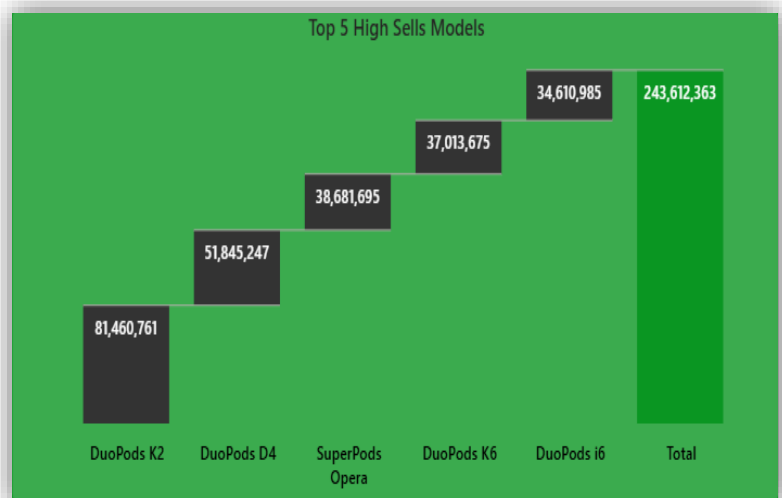 Top 5 High Sells Models
34,610,985
243,612,363
37,013,675
38,681,695
51,845,247
81,460,761
DuoPods K2
DuoPods D4
SuperPods
Opera
DuoPods K6
DuoPods i6
Total